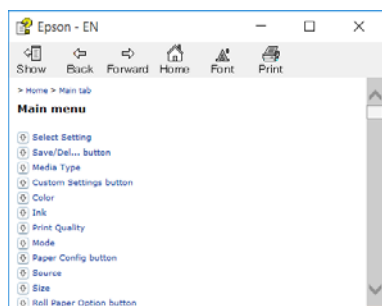 Epson - EN
Show Back Forward Home Font Print
> Home > Main tab
Main menu
Select Setting
Save/Del... button
Media Type
Custom Settings button
Color
Ink
Print Quality
Mode
Paper Config button
Source
Size
Roll Paper Option button